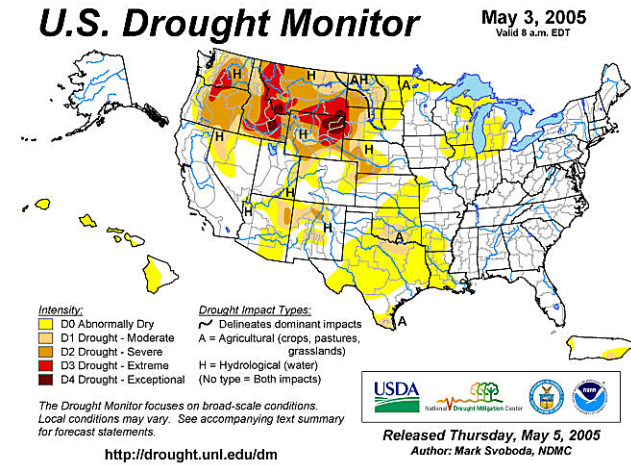 U.S. Drought Monitor
May 3, 2005
Valid 8 a.m. EDT
H
H
AH
A
H
H
H
H
H
H
A
A
Intensity:
D0 Abnormally Dry
D1 Drought - Moderate
D2 Drought - Severe
D3 Drought - Extreme
D4 Drought - Exceptional
Drought Impact Types:
Delineates dominant impacts
A = Agricultural (crops, pastures,
grasslands)
H = Hydrological (water)
(No type = Both impacts)
The Drought Monitor focuses on broad-scale conditions.
Local conditions may vary. See accompanying text summary
for forecast statements.
http://drought.unl.edu/dm
USDA
National Drought Mitigation Center
NOAA
Released Thursday, May 5, 2005
Author: Mark Svoboda, NDMC